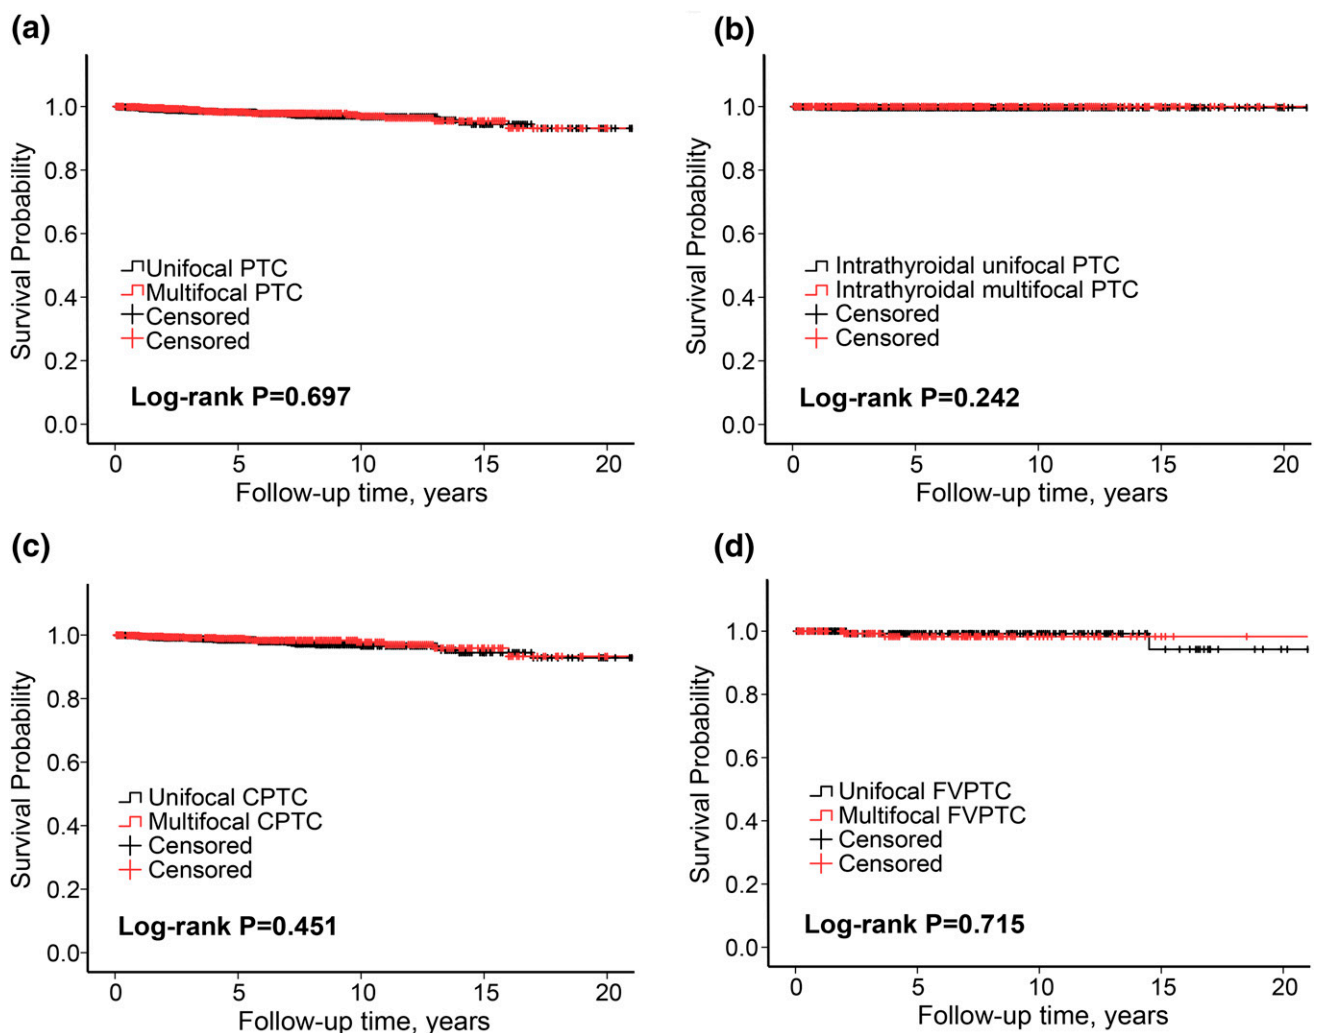 (a)
Survival Probability
1.0
0.8
0.6
0.4
0.2
0.0
Unifocal PTC
Multifocal PTC
Censored
Censored
Log-rank P=0.697
0 5 10 15 20
Follow-up time, years
(b)
Survival Probability
1.0
0.8
0.6
0.4
0.2
0.0
Intrathyroidal unifocal PTC
Intrathyroidal multifocal PTC
Censored
Censored
Log-rank P=0.242
0 5 10 15 20
Follow-up time, years
(c)
Survival Probability
1.0
0.8
0.6
0.4
0.2
0.0
Unifocal CPTC
Multifocal CPTC
Censored
Censored
Log-rank P=0.451
0 5 10 15 20
Follow-up time, years
(d)
Survival Probability
1.0
0.8
0.6
0.4
0.2
0.0
Unifocal FVPTC
Multifocal FVPTC
Censored
Censored
Log-rank P=0.715
0 5 10 15 20
Follow-up time, years